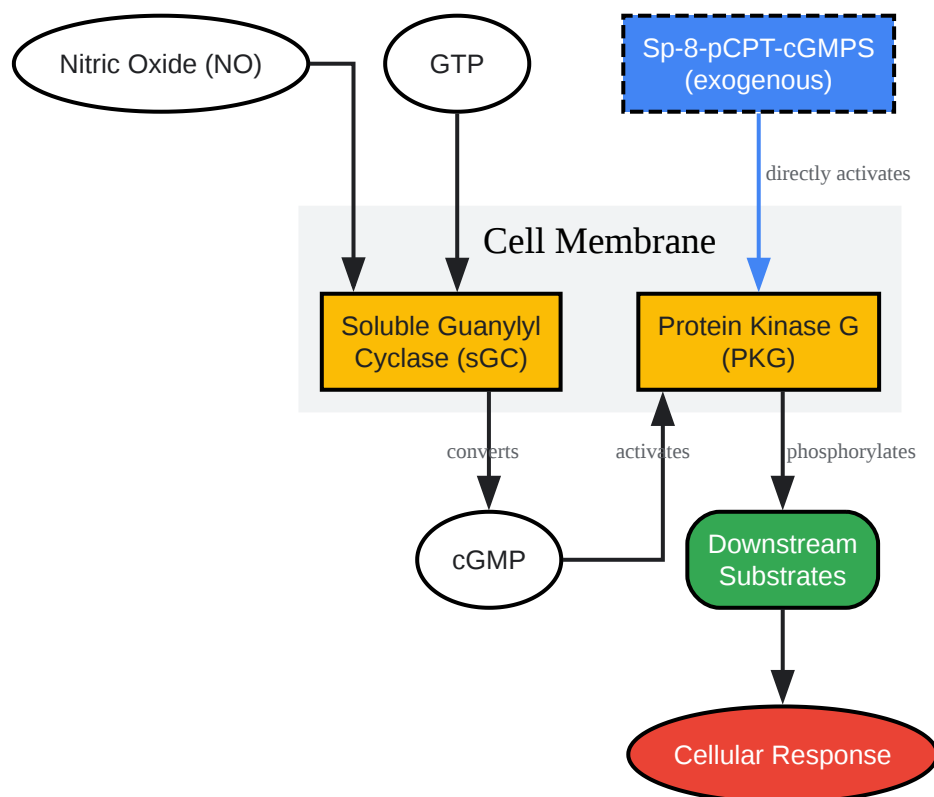 Nitric Oxide (NO)
GTP
Sp-8-pCPT-cGMPS
(exogenous)
directly activates
Cell Membrane
Soluble Guanylyl
Cyclase (sGC)
Protein Kinase G
(PKG)
converts
activates
phosphorylates
cGMP
Downstream
Substrates
Cellular Response